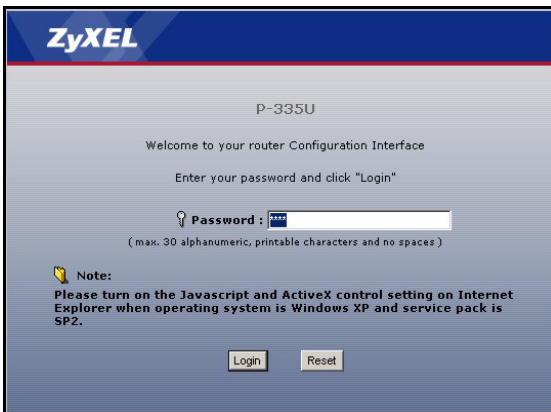 ZyXEL
P-335U
Welcome to your router Configuration Interface
Enter your password and click "Login"
Password : ****
( max. 30 alphanumeric, printable characters and no spaces )
Note:
Please turn on the Javascript and ActiveX control setting on Internet
Explorer when operating system is Windows XP and service pack is
SP2.
Login Reset